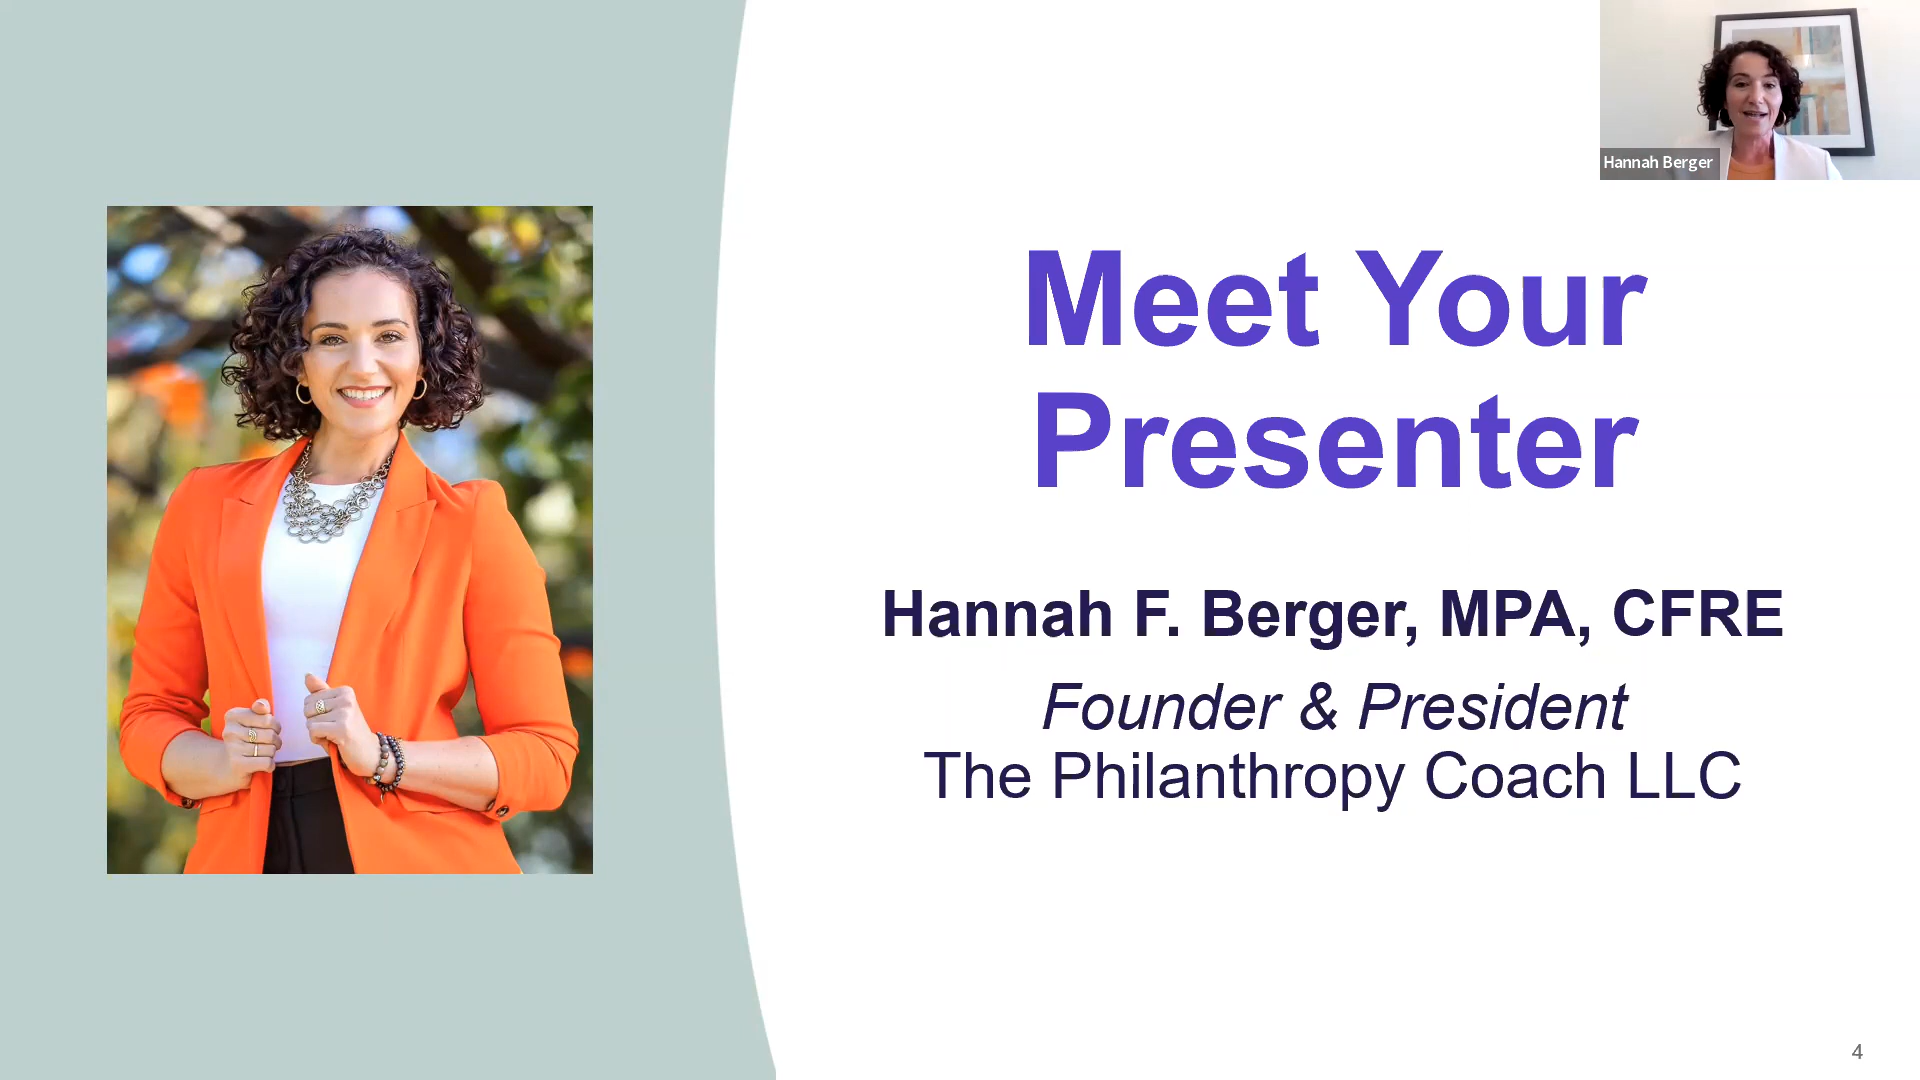 Hannah Berger
Meet Your
Presenter
Hannah F. Berger, MPA, CFRE
Founder & President
The Philanthropy Coach LLC
4